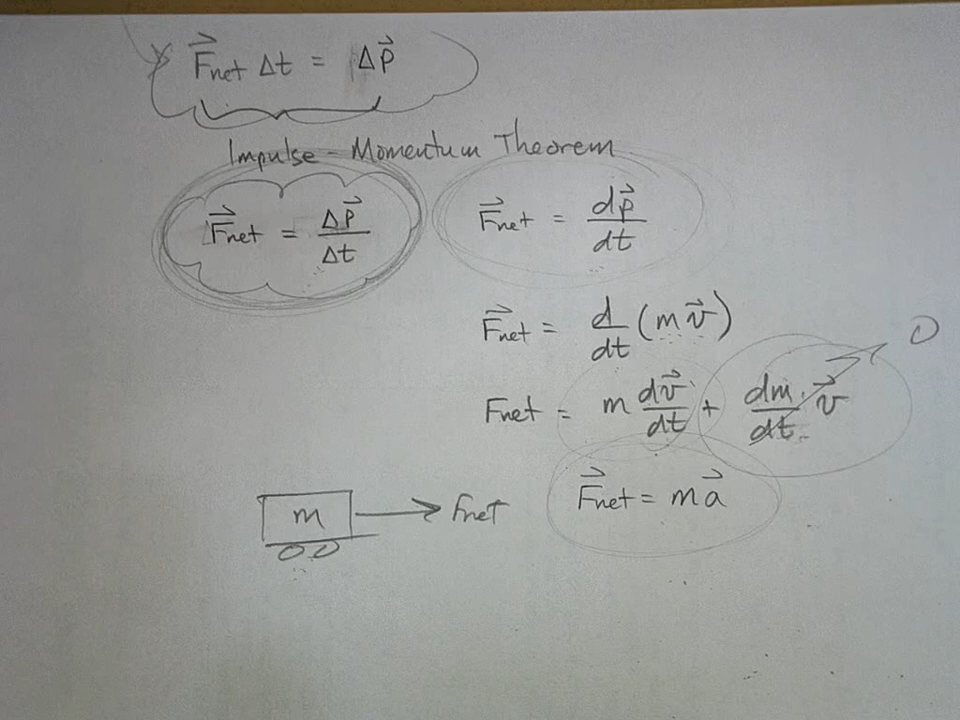 F⃗net Δt = Δp⃗
Impulse - Momentum Theorem
F⃗net = Δp⃗/Δt
F⃗net = dp⃗/dt
F⃗net = d/dt (mv⃗)
Fnet = m dv⃗/dt + dm/dt · v⃗ 0
F⃗net = ma⃗
m Fnet